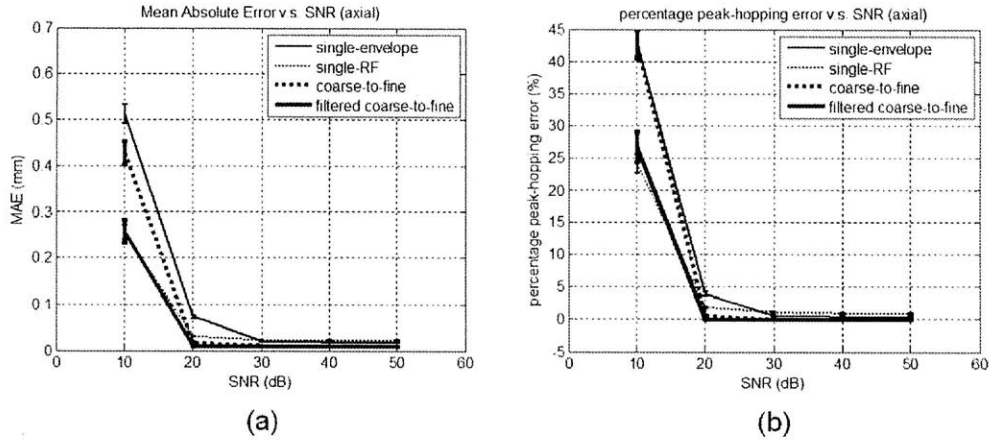 Mean Absolute Error v.s. SNR (axial)
0.7
0.6
0.5
0.4
0.3
0.2
0.1
0
MAE (mm)
single-envelope
single-RF
coarse-to-fine
filtered coarse-to-fine
0 10 20 30 40 50 60
SNR (dB)
(a)
percentage peak-hopping error v.s. SNR (axial)
45
40
35
30
25
20
15
10
5
0
-5
percentage peak-hopping error (%)
single-envelope
single-RF
coarse-to-fine
filtered coarse-to-fine
0 10 20 30 40 50 60
SNR (dB)
(b)